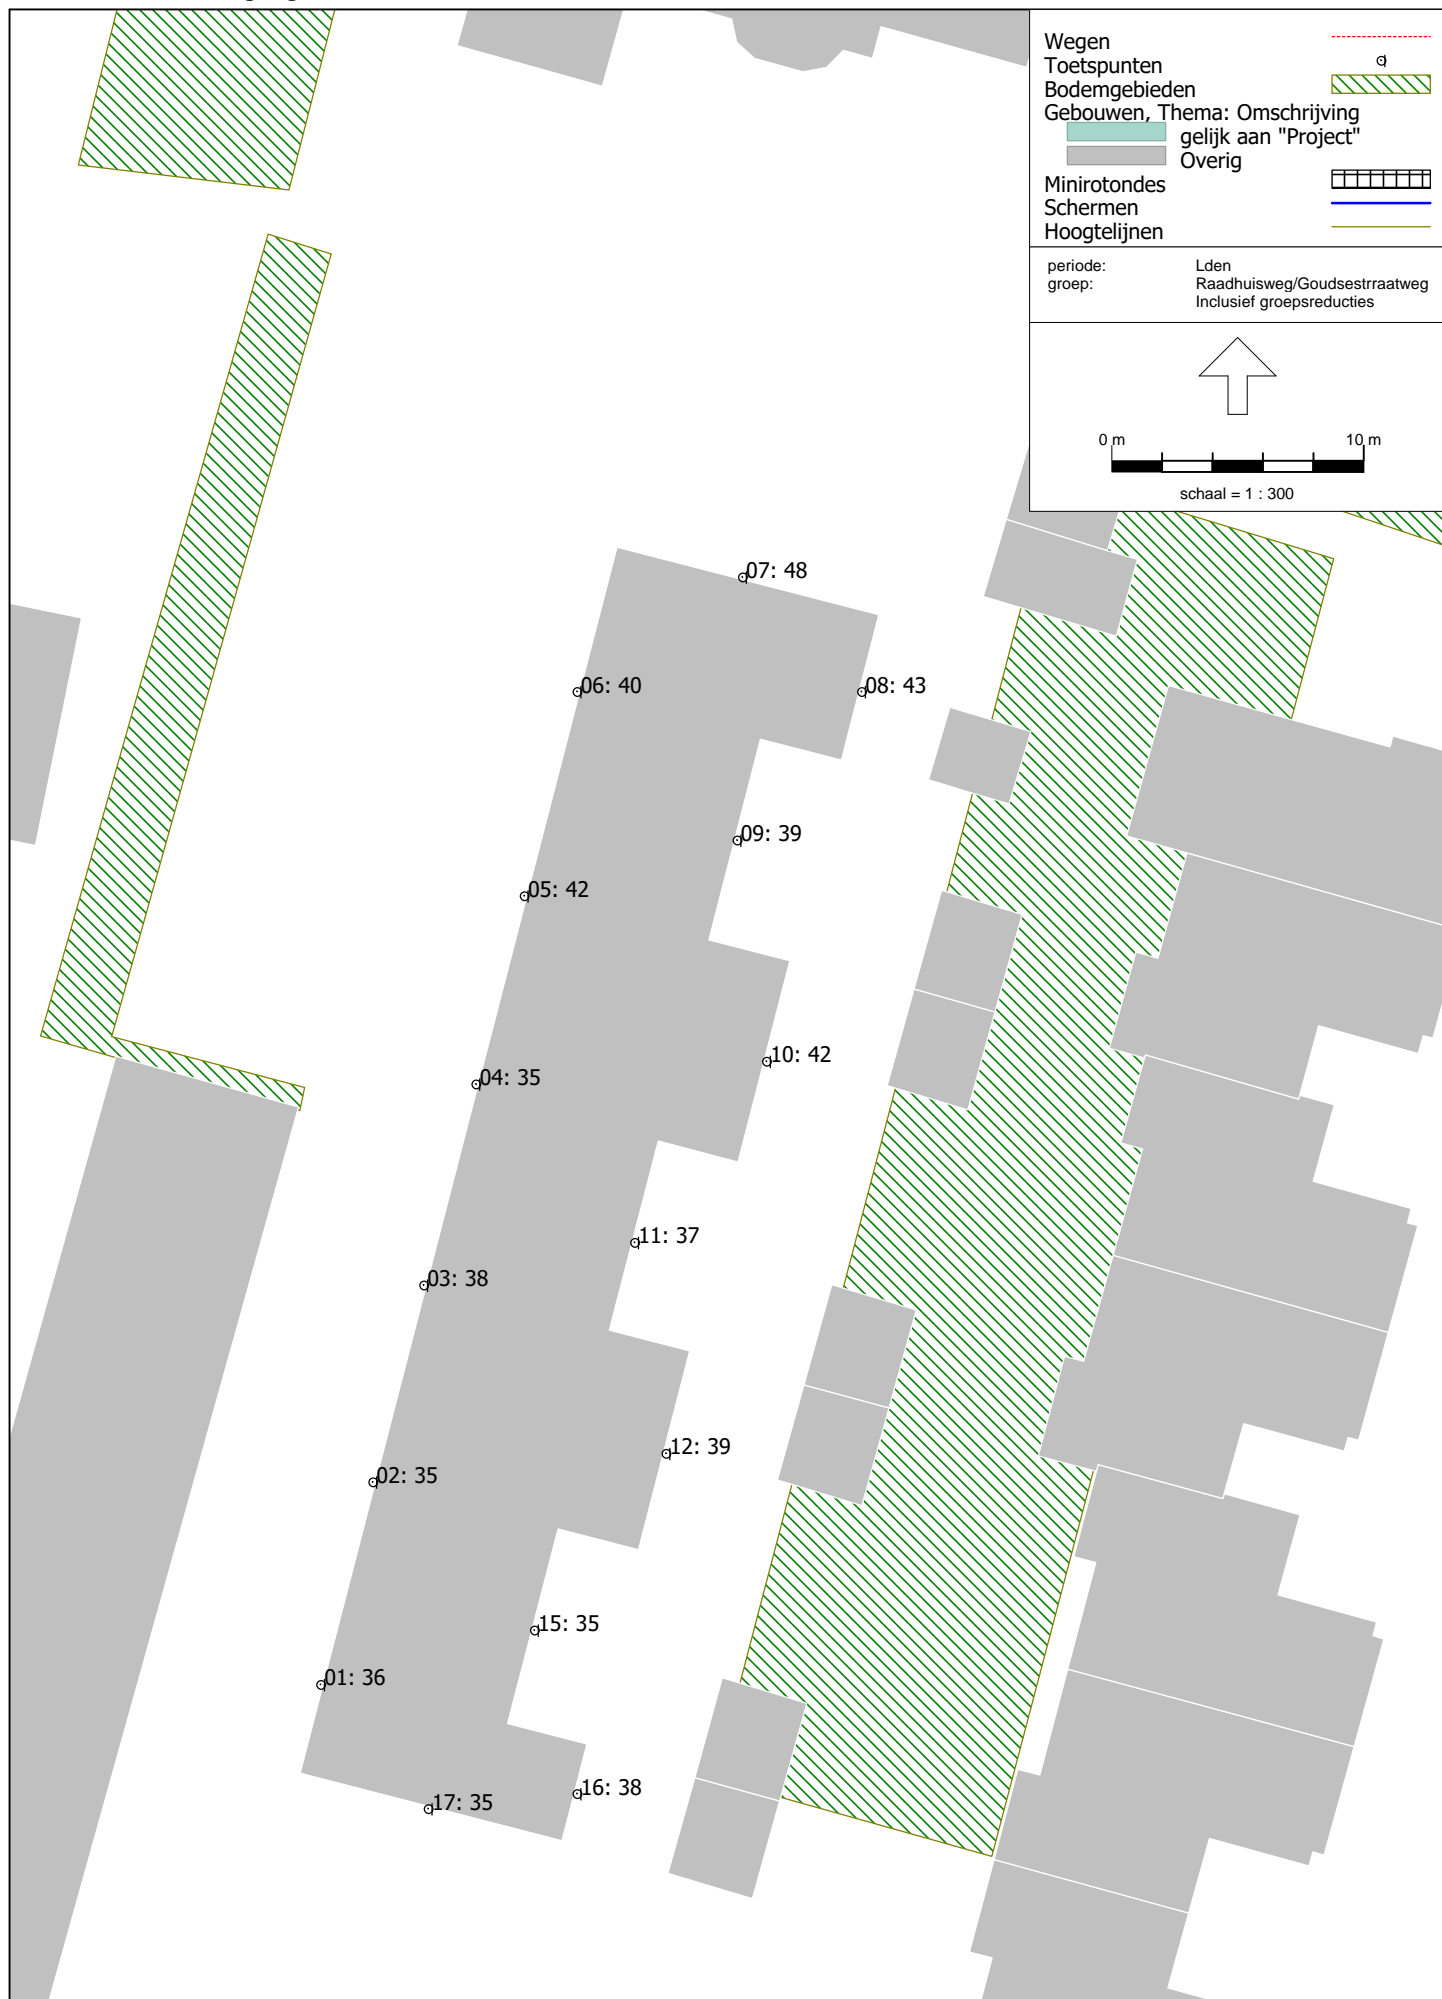 Wegen
Toetspunten
Bodemgebieden
Gebouwen, Thema: Omschrijving
gelijk aan "Project"
Overig
Minirotondes
Schermen
Hoogtelijnen
periode: Lden
groep: Raadhuisweg/Goudsestrraatweg
Inclusief groepsreducties
0 m 10 m
schaal = 1 : 300
07: 48
06: 40
08: 43
09: 39
05: 42
10: 42
04: 35
11: 37
03: 38
12: 39
02: 35
15: 35
01: 36
16: 38
17: 35